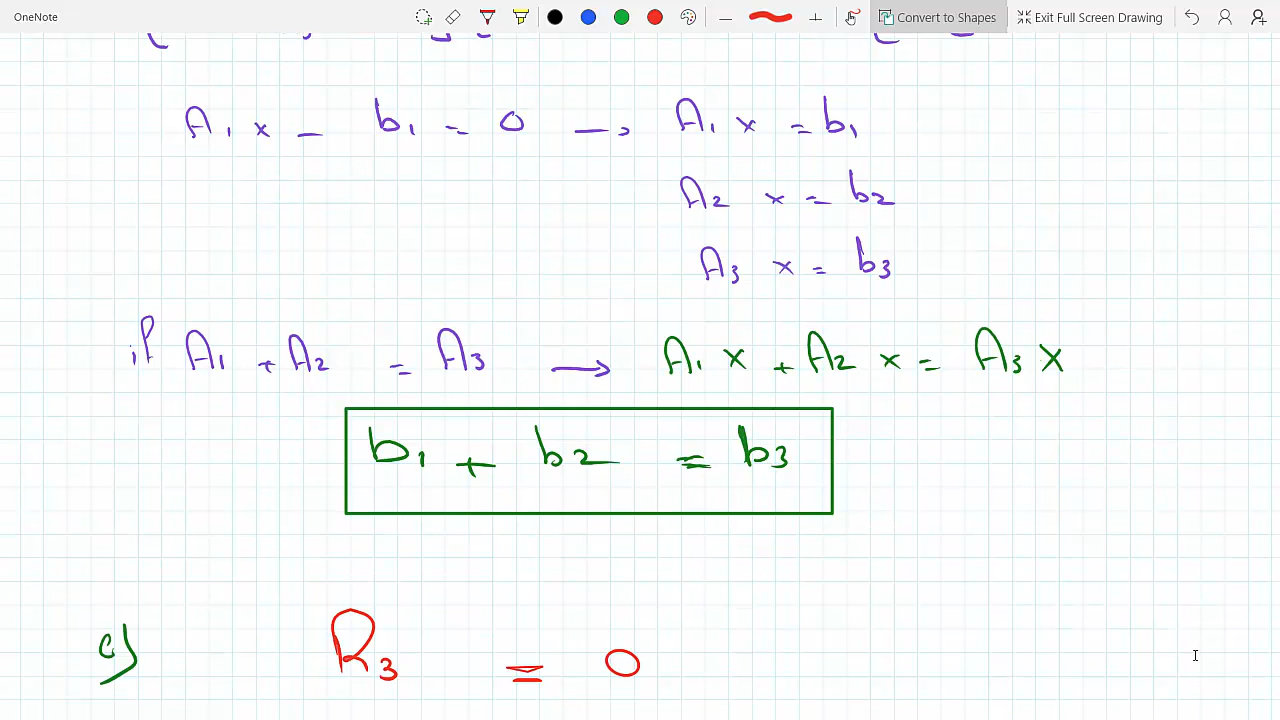 OneNote
Convert to Shapes
Exit Full Screen Drawing
A1 x - b1 = 0 → A1 x = b1
A2 x = b2
A3 x = b3
if A1 + A2 = A3 → A1 x + A2 x = A3 x
b1 + b2 = b3
c) R3 = 0